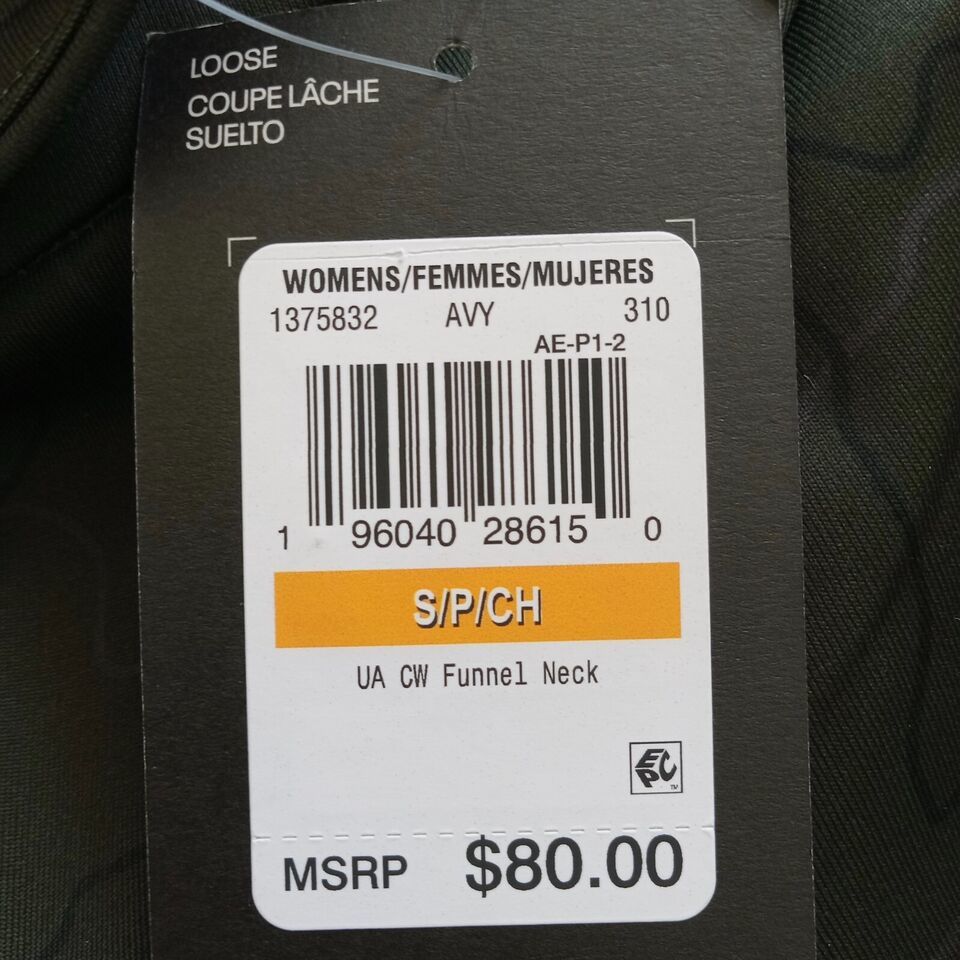 LOOSE
COUPE LÂCHE
SUELTO
WOMENS/FEMMES/MUJERES
1375832 AVY 310
AE-P1-2
1 96040 28615 0
S/P/CH
UA CW Funnel Neck
EPC
TM
MSRP $80.00